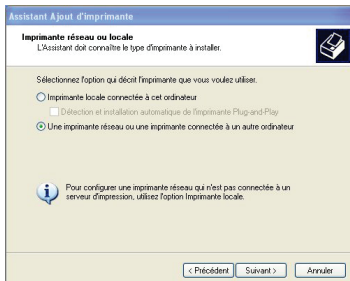 Assistant Ajout d'imprimante
Imprimante réseau ou locale
L'Assistant doit connaître le type d'imprimante à installer.
Sélectionnez l'option qui décrit l'imprimante que vous voulez utiliser.
Imprimante locale connectée à cet ordinateur
Détection et installation automatique de l'imprimante Plug-and-Play
Une imprimante réseau ou une imprimante connectée à un autre ordinateur
Pour configurer une imprimante réseau qui n'est pas connectée à un
serveur d'impression, utilisez l'option Imprimante locale.
< Précédent Suivant > Annuler